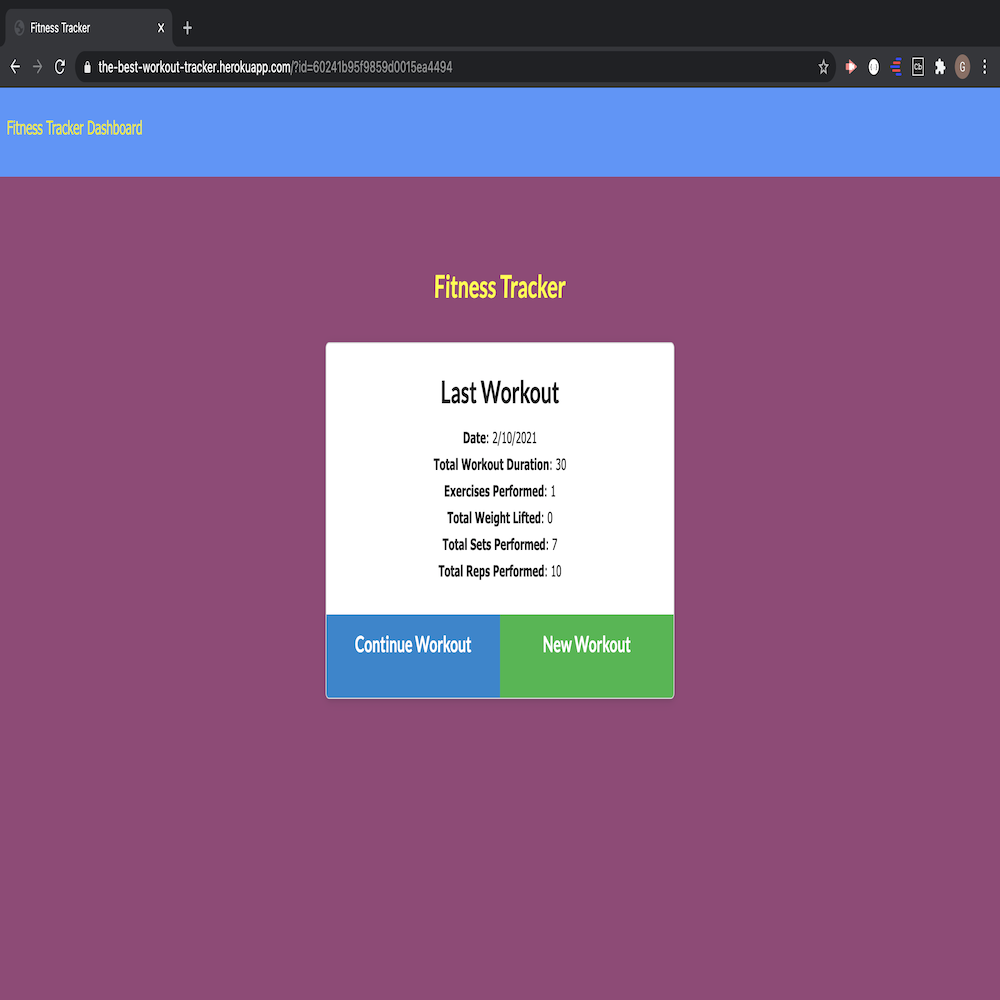 Fitness Tracker
the-best-workout-tracker.herokuapp.com/?id=60241b95f9859d0015ea4494
Cb
G
Fitness Tracker Dashboard
Fitness Tracker
Last Workout
Date: 2/10/2021
Total Workout Duration: 30
Exercises Performed: 1
Total Weight Lifted: 0
Total Sets Performed: 7
Total Reps Performed: 10
Continue Workout
New Workout